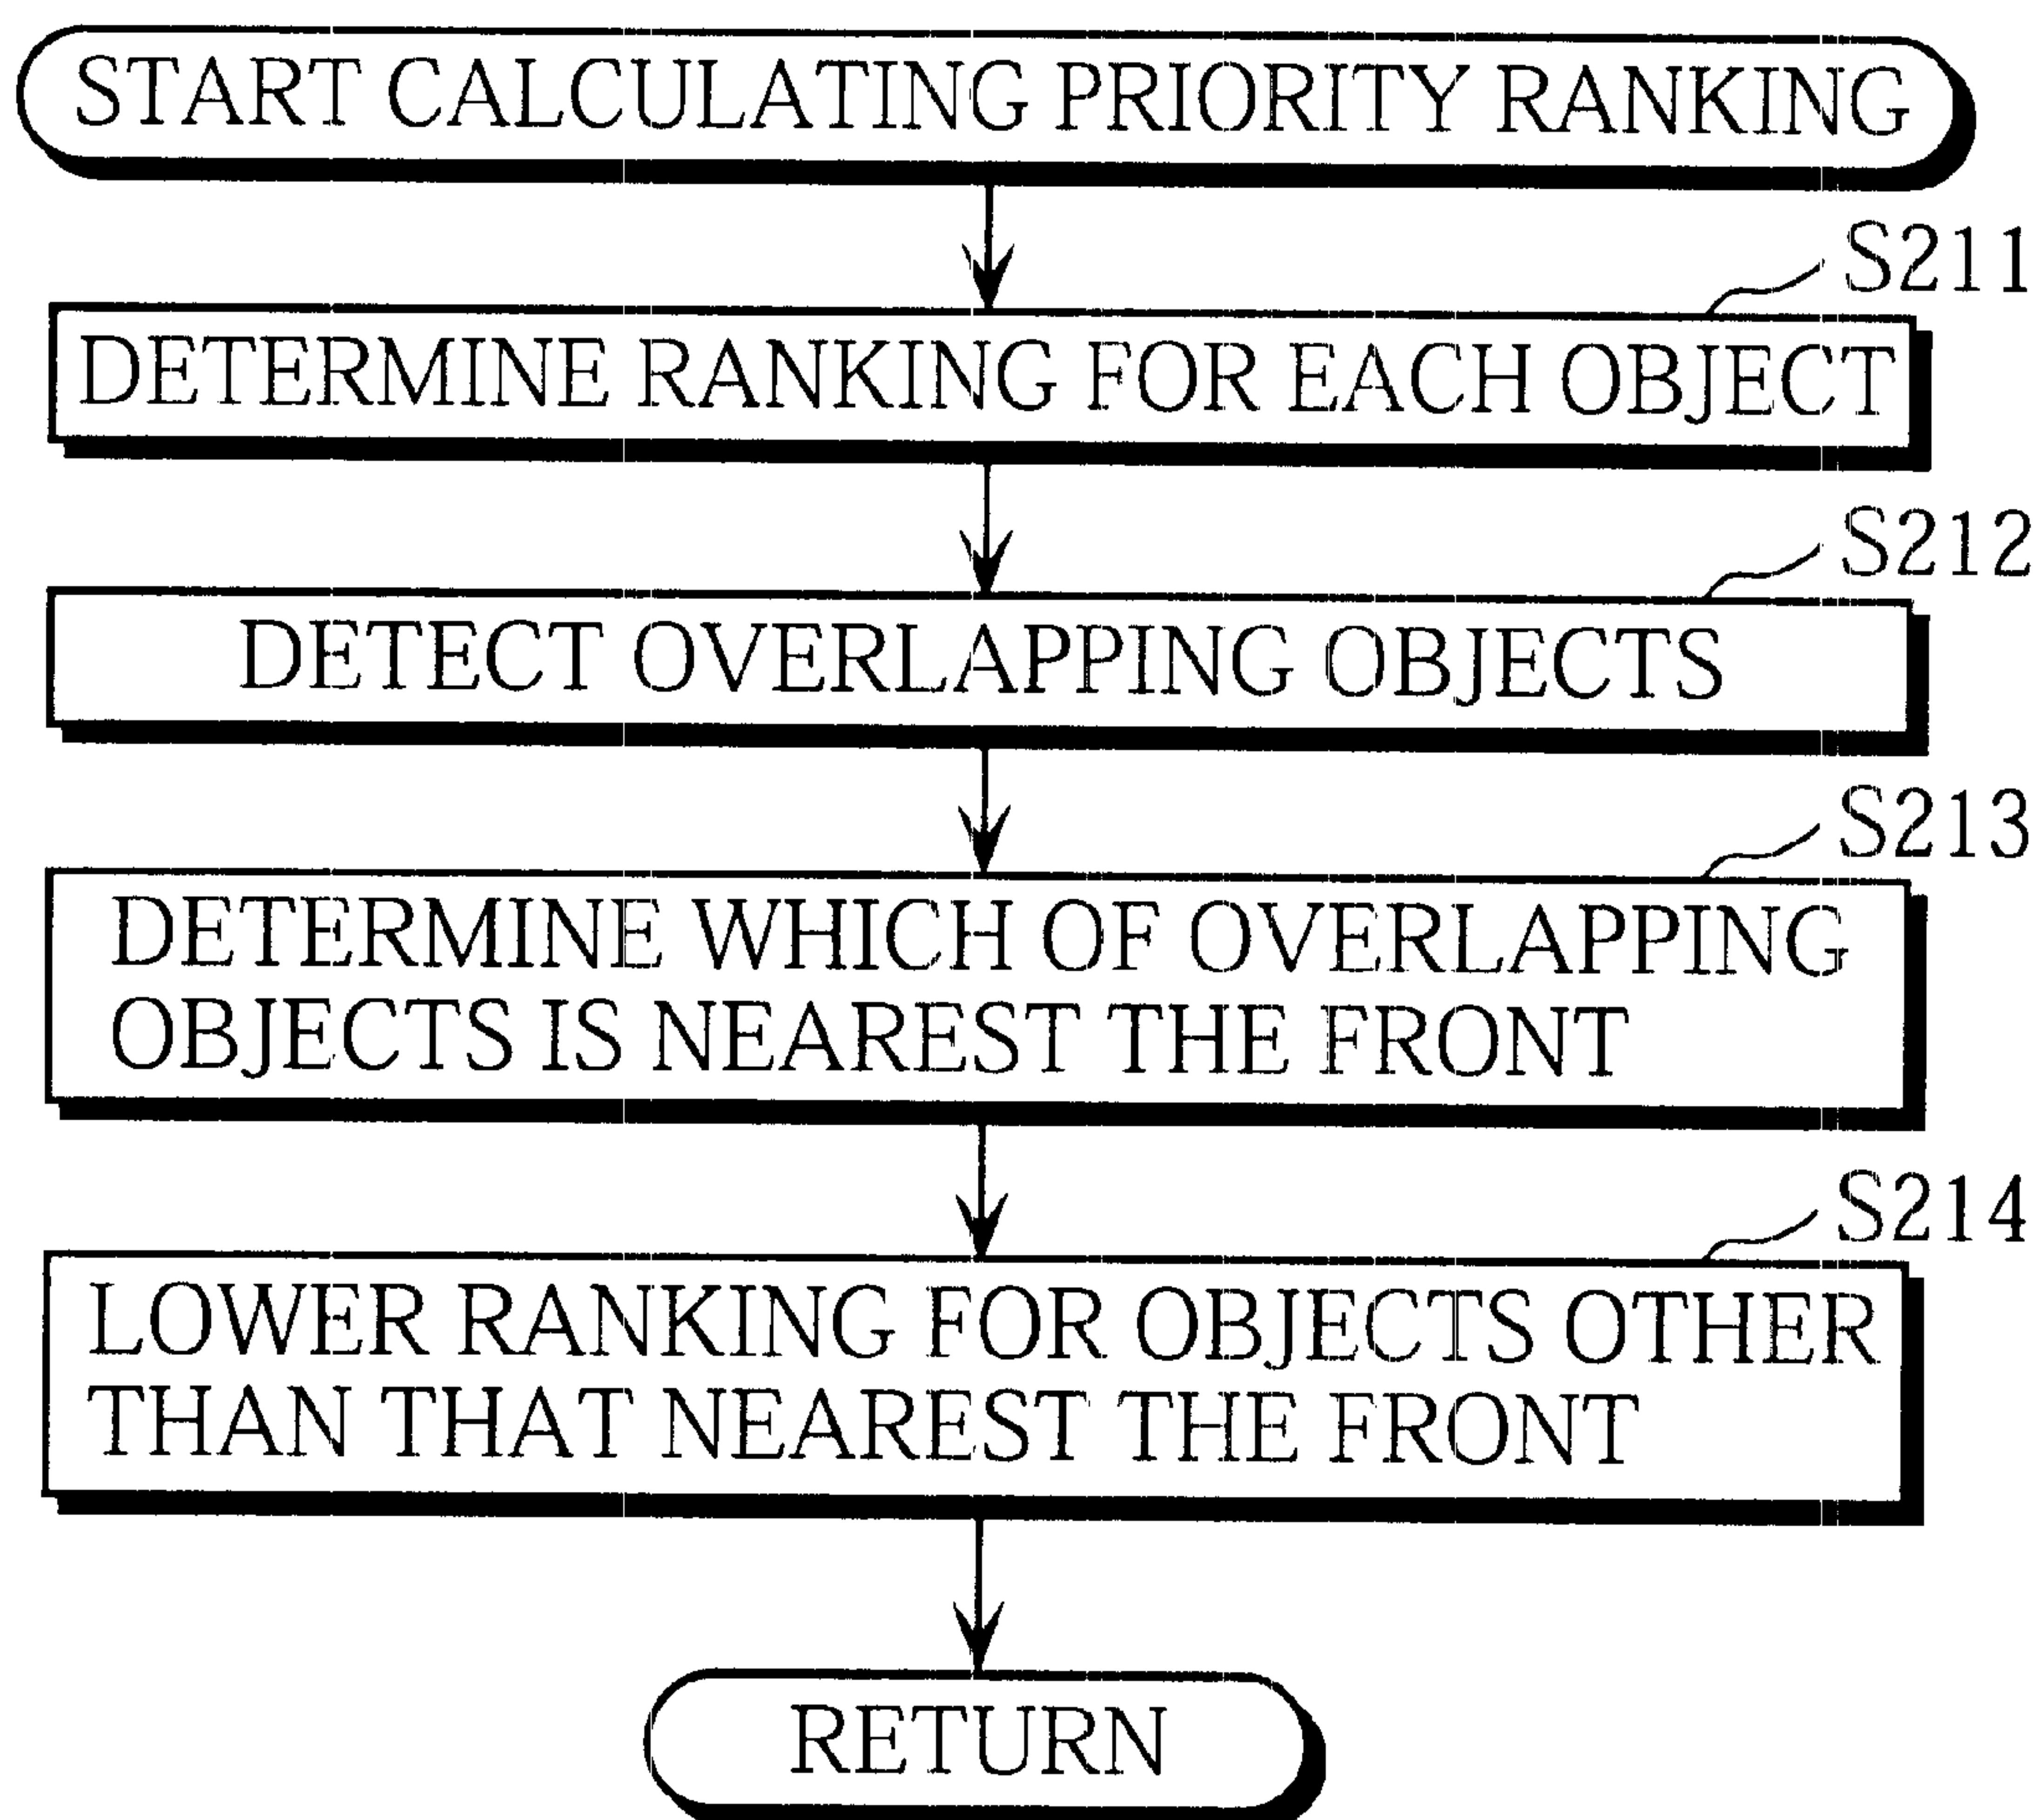 START CALCULATING PRIORITY RANKING
S211
DETERMINE RANKING FOR EACH OBJECT
S212
DETECT OVERLAPPING OBJECTS
S213
DETERMINE WHICH OF OVERLAPPING
OBJECTS IS NEAREST THE FRONT
S214
LOWER RANKING FOR OBJECTS OTHER
THAN THAT NEAREST THE FRONT
RETURN